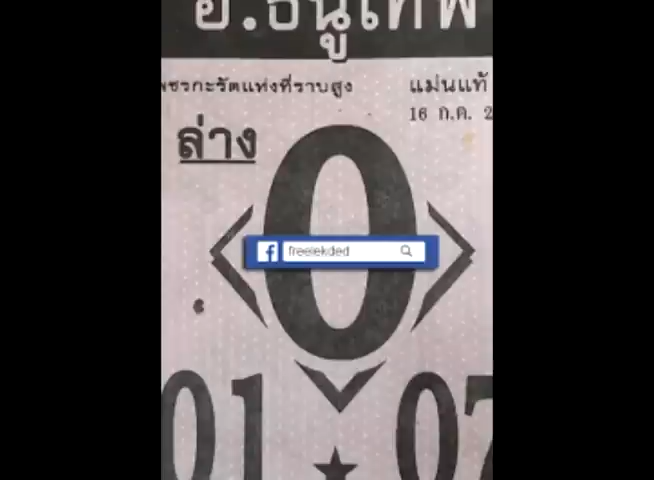 อ.ธนูเทพ
เพชรกะรัตแห่งที่ราบสูง
แม่นแท้
16 ก.ค. 2
ล่าง
0
freelekded
01
07